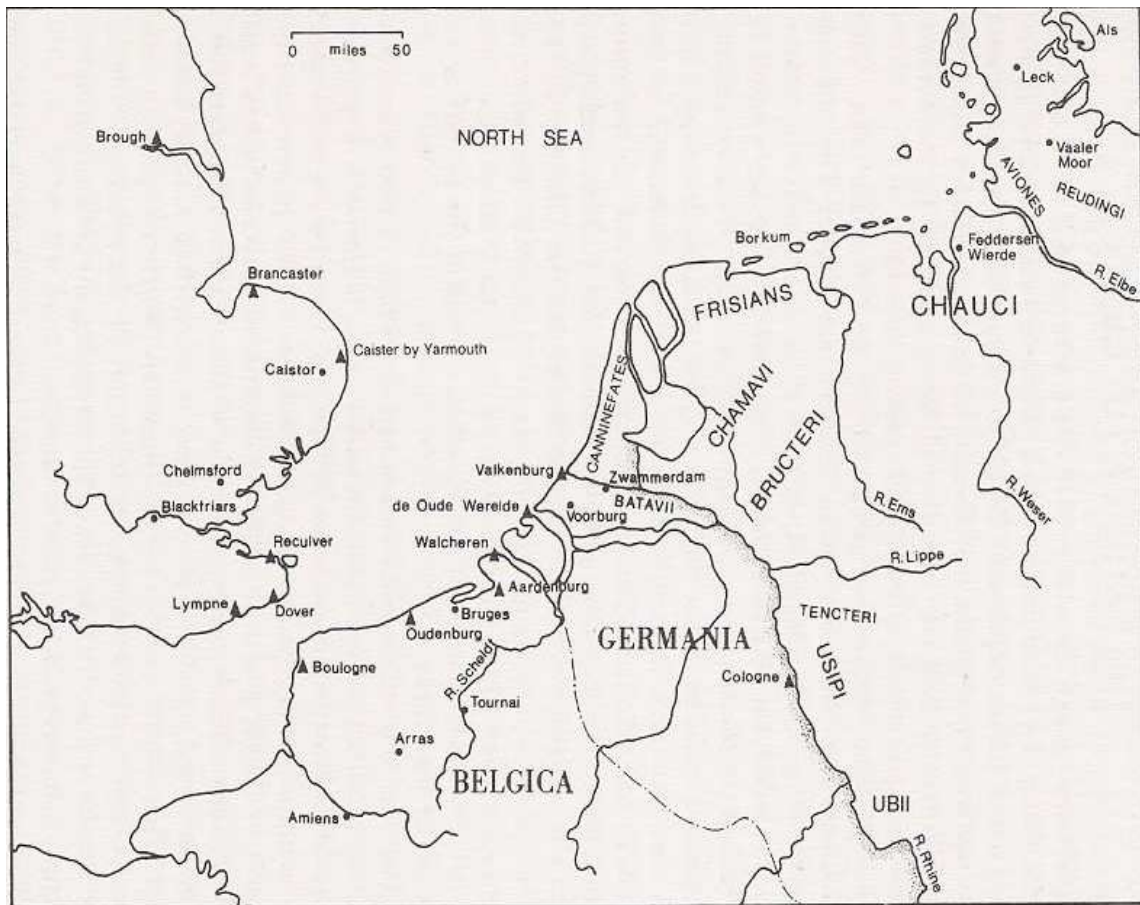 Als
0 miles 50
Leck
Brough
NORTH SEA
Vaaler
Moor
AVIONES
REUDINGI
Borkum
Feddersen
Wierde
R. Elbe
Brancaster
FRISIANS
CHAUCI
Caister by Yarmouth
Caistor
CANNINEFATES
CHAMAVI
BRUCTERI
Chelmsford
Valkenburg
Zwammerdam
Blackfriars
de Oude Werelde
BATAVII
Voorburg
R. Ems
R. Weser
Reculver
Walcheren
R. Lippe
Aardenburg
Lympne
Dover
Bruges
Oudenburg
TENCTERI
GERMANIA
USIPI
Boulogne
R. Scheldt
Cologne
Tournai
Arras
BELGICA
UBII
Amiens
R. Rhine